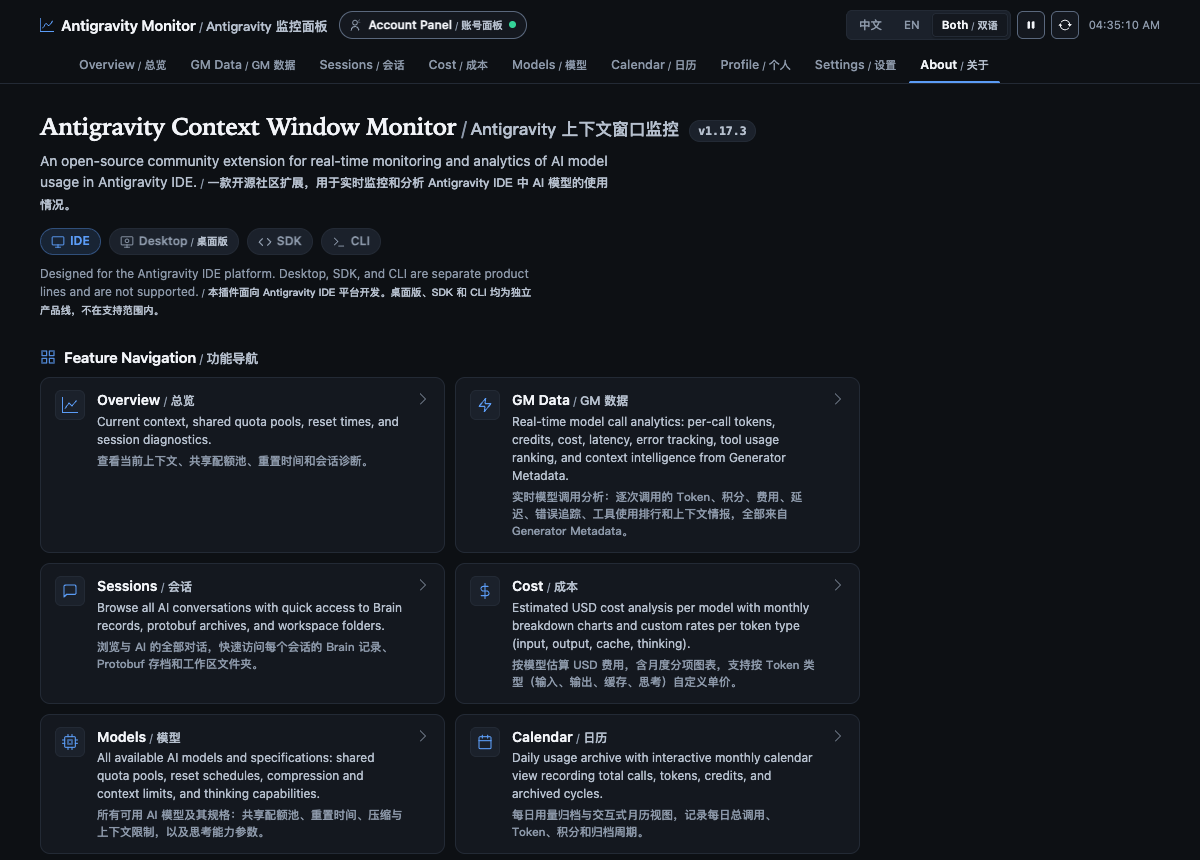 Antigravity Monitor / Antigravity 监控面板
Account Panel / 账号面板
中文 EN Both / 双语
04:35:10 AM
Overview / 总览 GM Data / GM 数据 Sessions / 会话 Cost / 成本 Models / 模型 Calendar / 日历 Profile / 个人 Settings / 设置 About / 关于
Antigravity Context Window Monitor / Antigravity 上下文窗口监控 v1.17.3
An open-source community extension for real-time monitoring and analytics of AI model
usage in Antigravity IDE. / 一款开源社区扩展，用于实时监控和分析 Antigravity IDE 中 AI 模型的使用
情况。
IDE Desktop / 桌面版 SDK CLI
Designed for the Antigravity IDE platform. Desktop, SDK, and CLI are separate product
lines and are not supported. / 本插件面向 Antigravity IDE 平台开发。桌面版、SDK 和 CLI 均为独立
产品线，不在支持范围内。
Feature Navigation / 功能导航
Overview / 总览
Current context, shared quota pools, reset times, and
session diagnostics.
查看当前上下文、共享配额池、重置时间和会话诊断。
GM Data / GM 数据
Real-time model call analytics: per-call tokens,
credits, cost, latency, error tracking, tool usage
ranking, and context intelligence from Generator
Metadata.
实时模型调用分析：逐次调用的 Token、积分、费用、延
迟、错误追踪、工具使用排行和上下文情报，全部来自
Generator Metadata。
Sessions / 会话
Browse all AI conversations with quick access to Brain
records, protobuf archives, and workspace folders.
浏览与 AI 的全部对话，快速访问每个会话的 Brain 记录、
Protobuf 存档和工作区文件夹。
Cost / 成本
Estimated USD cost analysis per model with monthly
breakdown charts and custom rates per token type
(input, output, cache, thinking).
按模型估算 USD 费用，含月度分项图表，支持按 Token 类
型（输入、输出、缓存、思考）自定义单价。
Models / 模型
All available AI models and specifications: shared
quota pools, reset schedules, compression and
context limits, and thinking capabilities.
所有可用 AI 模型及其规格：共享配额池、重置时间、压缩与
上下文限制，以及思考能力参数。
Calendar / 日历
Daily usage archive with interactive monthly calendar
view recording total calls, tokens, credits, and
archived cycles.
每日用量归档与交互式月历视图，记录每日总调用、
Token、积分和归档周期。